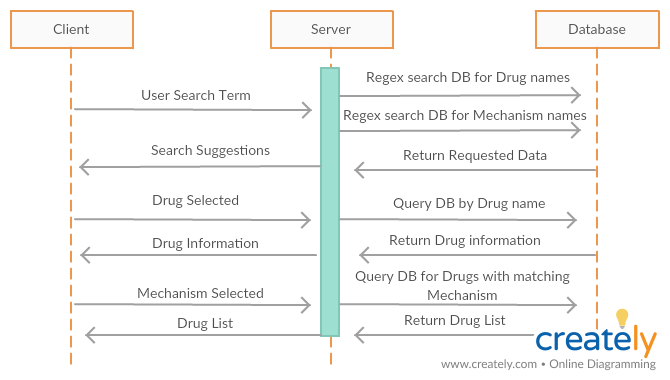 Client
Server
Database
Regex search DB for Drug names
User Search Term
Regex search DB for Mechanism names
Search Suggestions
Return Requested Data
Drug Selected
Query DB by Drug name
Drug Information
Return Drug information
Query DB for Drugs with matching
Mechanism
Mechanism Selected
Drug List
Return Drug List
creately
www.creately.com • Online Diagramming